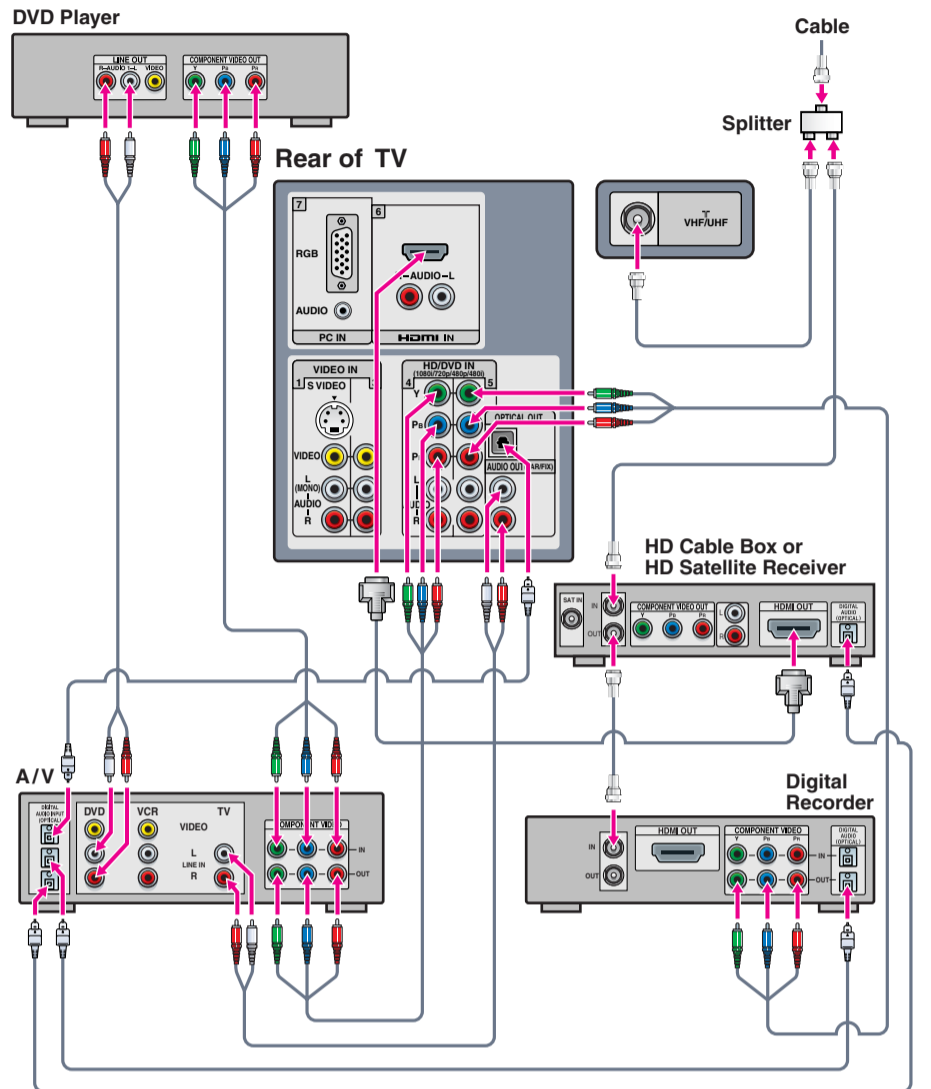 DVD Player
LINE OUT
R–AUDIO 1–L VIDEO
COMPONENT VIDEO OUT
Y PB PR
Cable
Splitter
Rear of TV
VHF/UHF
7
RGB
AUDIO
PC IN
6
–AUDIO–L
HDMI IN
VIDEO IN
1 S VIDEO
VIDEO
L
(MONO)
AUDIO
R
HD/DVD IN
(1080i/720p/480p/480i)
4 5
Y
PB
L
AUDIO
R
OPTICAL OUT
HD Cable Box or
HD Satellite Receiver
SAT IN
IN
OUT
COMPONENT VIDEO OUT
Y PB PR
L
R
HDMI OUT
DIGITAL
AUDIO
(OPTICAL)
A/V
DIGITAL
AUDIO INPUT
(OPTICAL)
DVD VCR TV
VIDEO
L
LINE IN
R
COMPONENT VIDEO
IN
OUT
Digital
Recorder
IN
OUT
HDMI OUT
COMPONENT VIDEO
Y PB PR
IN
OUT
DIGITAL
AUDIO
(OPTICAL)